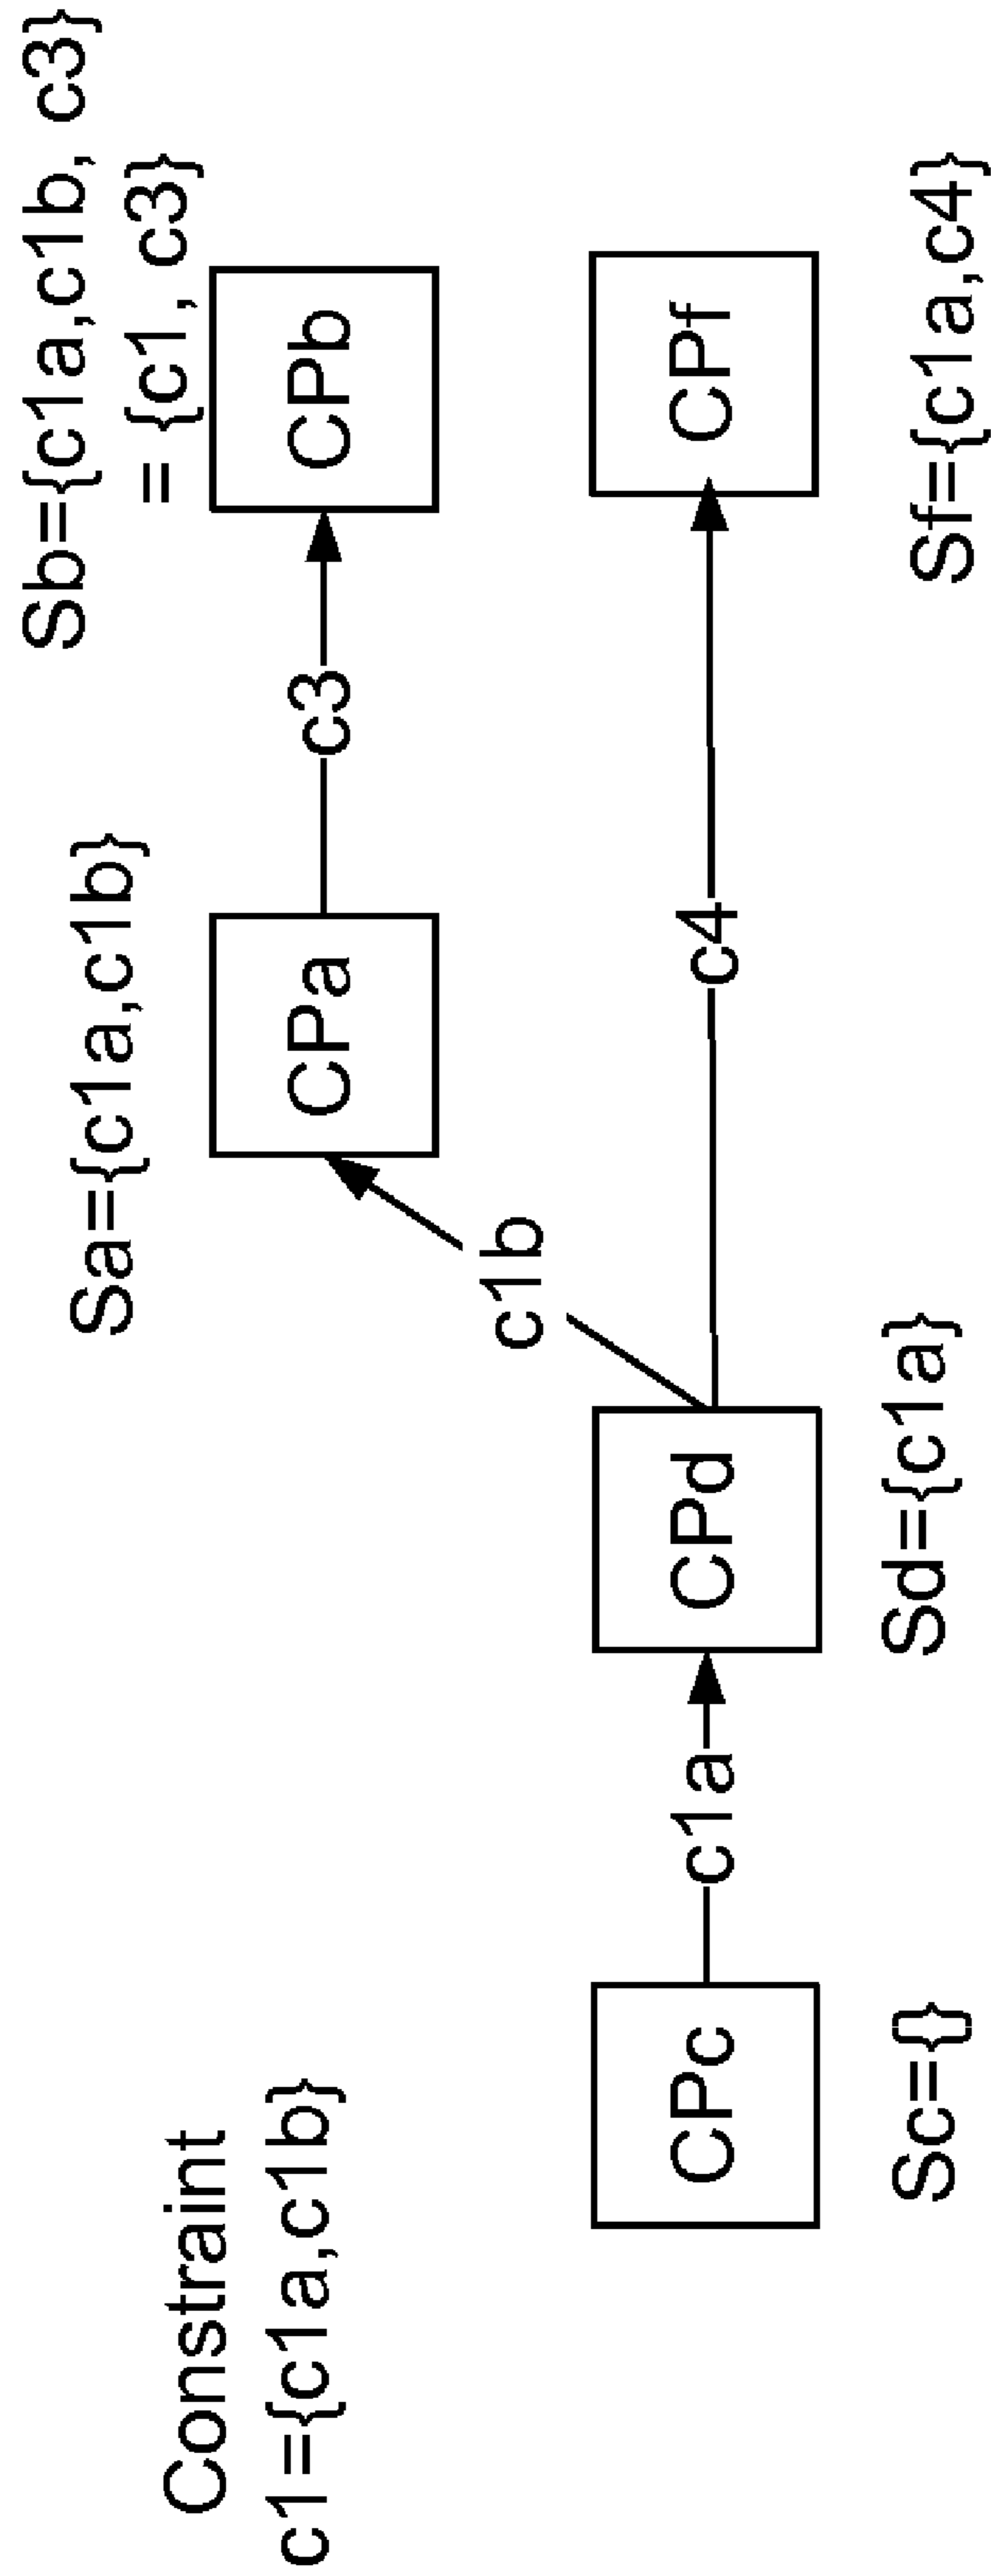 Constraint
c1={c1a,c1b}
Sa={c1a,c1b}
Sb={c1a,c1b, c3}
= {c1, c3}
CPa
c3
CPb
c1b
CPc
c1a
CPd
c4
CPf
Sc={}
Sd={c1a}
Sf={c1a,c4}